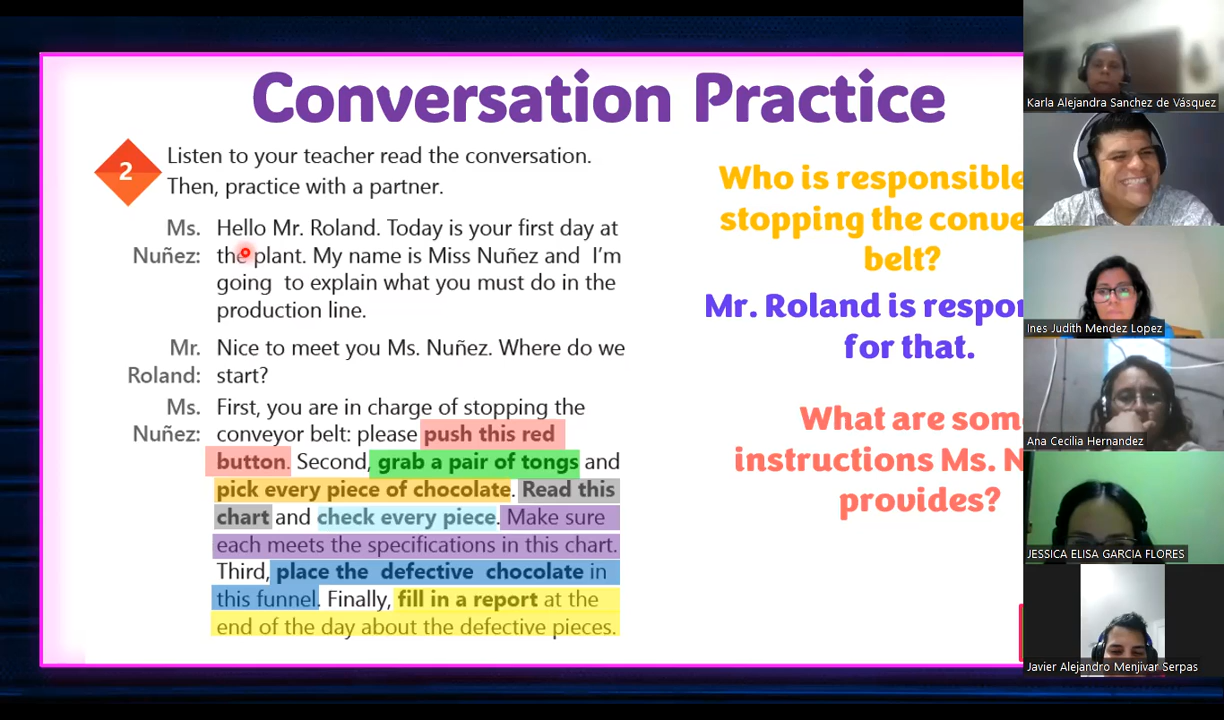 Conversation Practice
2
Listen to your teacher read the conversation.
Then, practice with a partner.
Ms. Hello Mr. Roland. Today is your first day at
Nuñez: the plant. My name is Miss Nuñez and I'm
going to explain what you must do in the
production line.
Mr. Nice to meet you Ms. Nuñez. Where do we
Roland: start?
Ms. First, you are in charge of stopping the
Nuñez: conveyor belt: please push this red
button. Second, grab a pair of tongs and
pick every piece of chocolate. Read this
chart and check every piece. Make sure
each meets the specifications in this chart.
Third, place the defective chocolate in
this funnel. Finally, fill in a report at the
end of the day about the defective pieces.
Who is responsible
stopping the conve
belt?
Mr. Roland is respon
for that.
What are som
instructions Ms. N
provides?
Karla Alejandra Sanchez de Vásquez
Ines Judith Mendez Lopez
Ana Cecilia Hernandez
JESSICA ELISA GARCIA FLORES
Javier Alejandro Menjivar Serpas